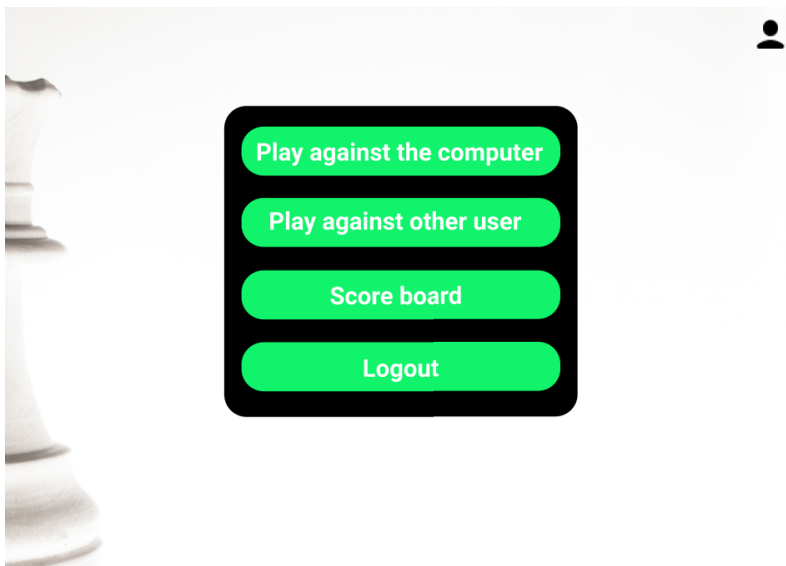 Play against the computer
Play against other user
Score board
Logout